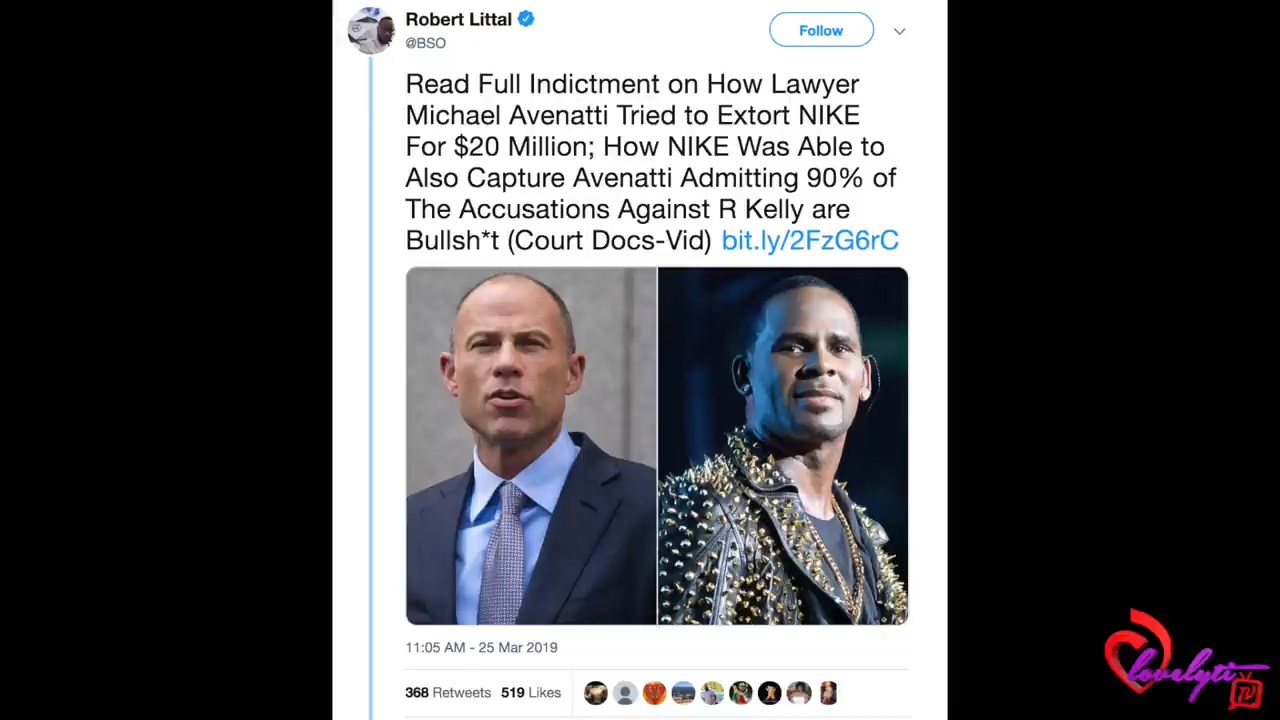 Robert Littal
@BSO
Follow
Read Full Indictment on How Lawyer
Michael Avenatti Tried to Extort NIKE
For $20 Million; How NIKE Was Able to
Also Capture Avenatti Admitting 90% of
The Accusations Against R Kelly are
Bullsh*t (Court Docs-Vid) bit.ly/2FzG6rC
11:05 AM - 25 Mar 2019
368 Retweets 519 Likes
lovelyti
TV